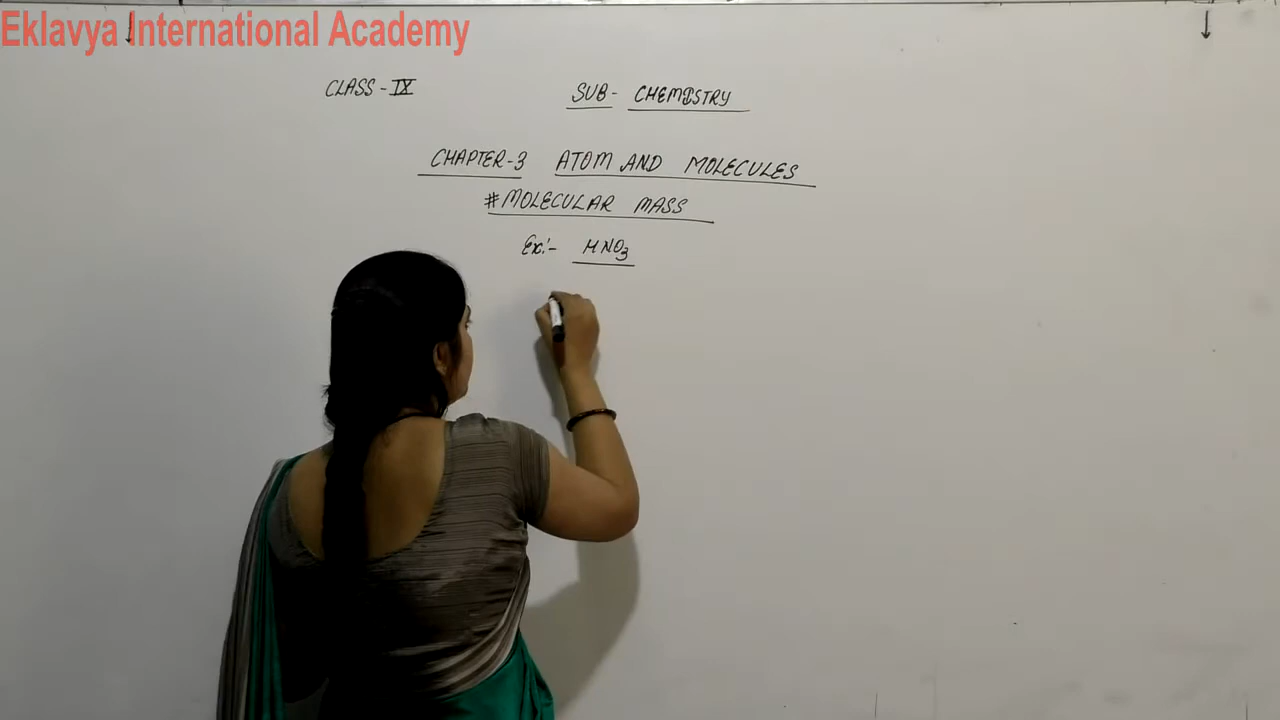 Eklavya International Academy
CLASS - IX SUB - CHEMISTRY
CHAPTER-3 ATOM AND MOLECULES
#MOLECULAR MASS
Ex:- HNO3